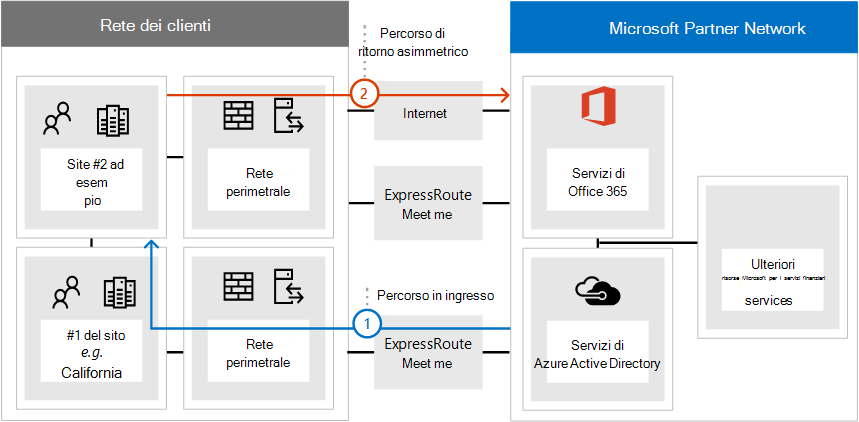 Rete dei clienti
Percorso di
ritorno asimmetrico
Microsoft Partner Network
2
Internet
Site #2 ad
esem
pio
Rete
perimetrale
ExpressRoute
Meet me
Servizi di
Office 365
Ulteriori
risorse Microsoft per i servizi finanziari
services
Percorso in ingresso
1
#1 del sito
e.g.
California
Rete
perimetrale
ExpressRoute
Meet me
Servizi di
Azure Active Directory